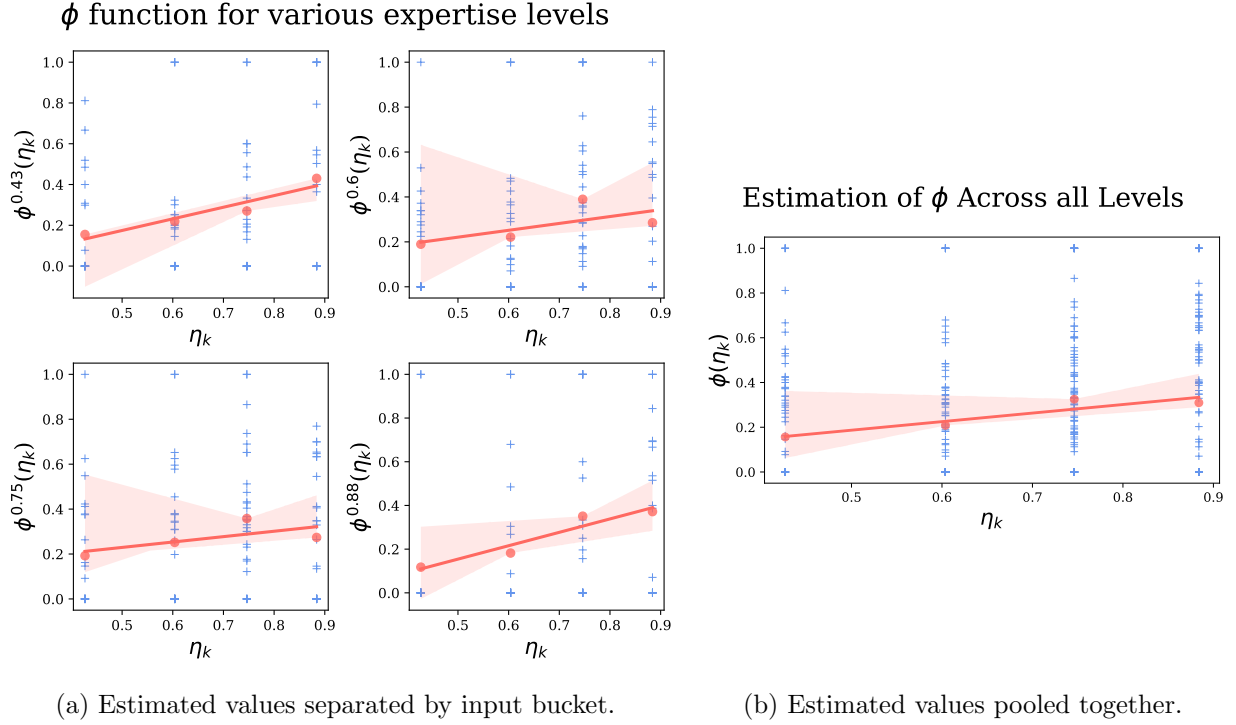 ϕ function for various expertise levels
1.0
0.8
0.6
0.4
0.2
0.0
ϕ^0.43(η_k)
0.5 0.6 0.7 0.8 0.9
η_k
1.0
0.8
0.6
0.4
0.2
0.0
ϕ^0.6(η_k)
0.5 0.6 0.7 0.8 0.9
η_k
1.0
0.8
0.6
0.4
0.2
0.0
ϕ^0.75(η_k)
0.5 0.6 0.7 0.8 0.9
η_k
1.0
0.8
0.6
0.4
0.2
0.0
ϕ^0.88(η_k)
0.5 0.6 0.7 0.8 0.9
η_k
(a) Estimated values separated by input bucket.
Estimation of ϕ Across all Levels
1.0
0.8
0.6
0.4
0.2
0.0
ϕ(η_k)
0.5 0.6 0.7 0.8 0.9
η_k
(b) Estimated values pooled together.